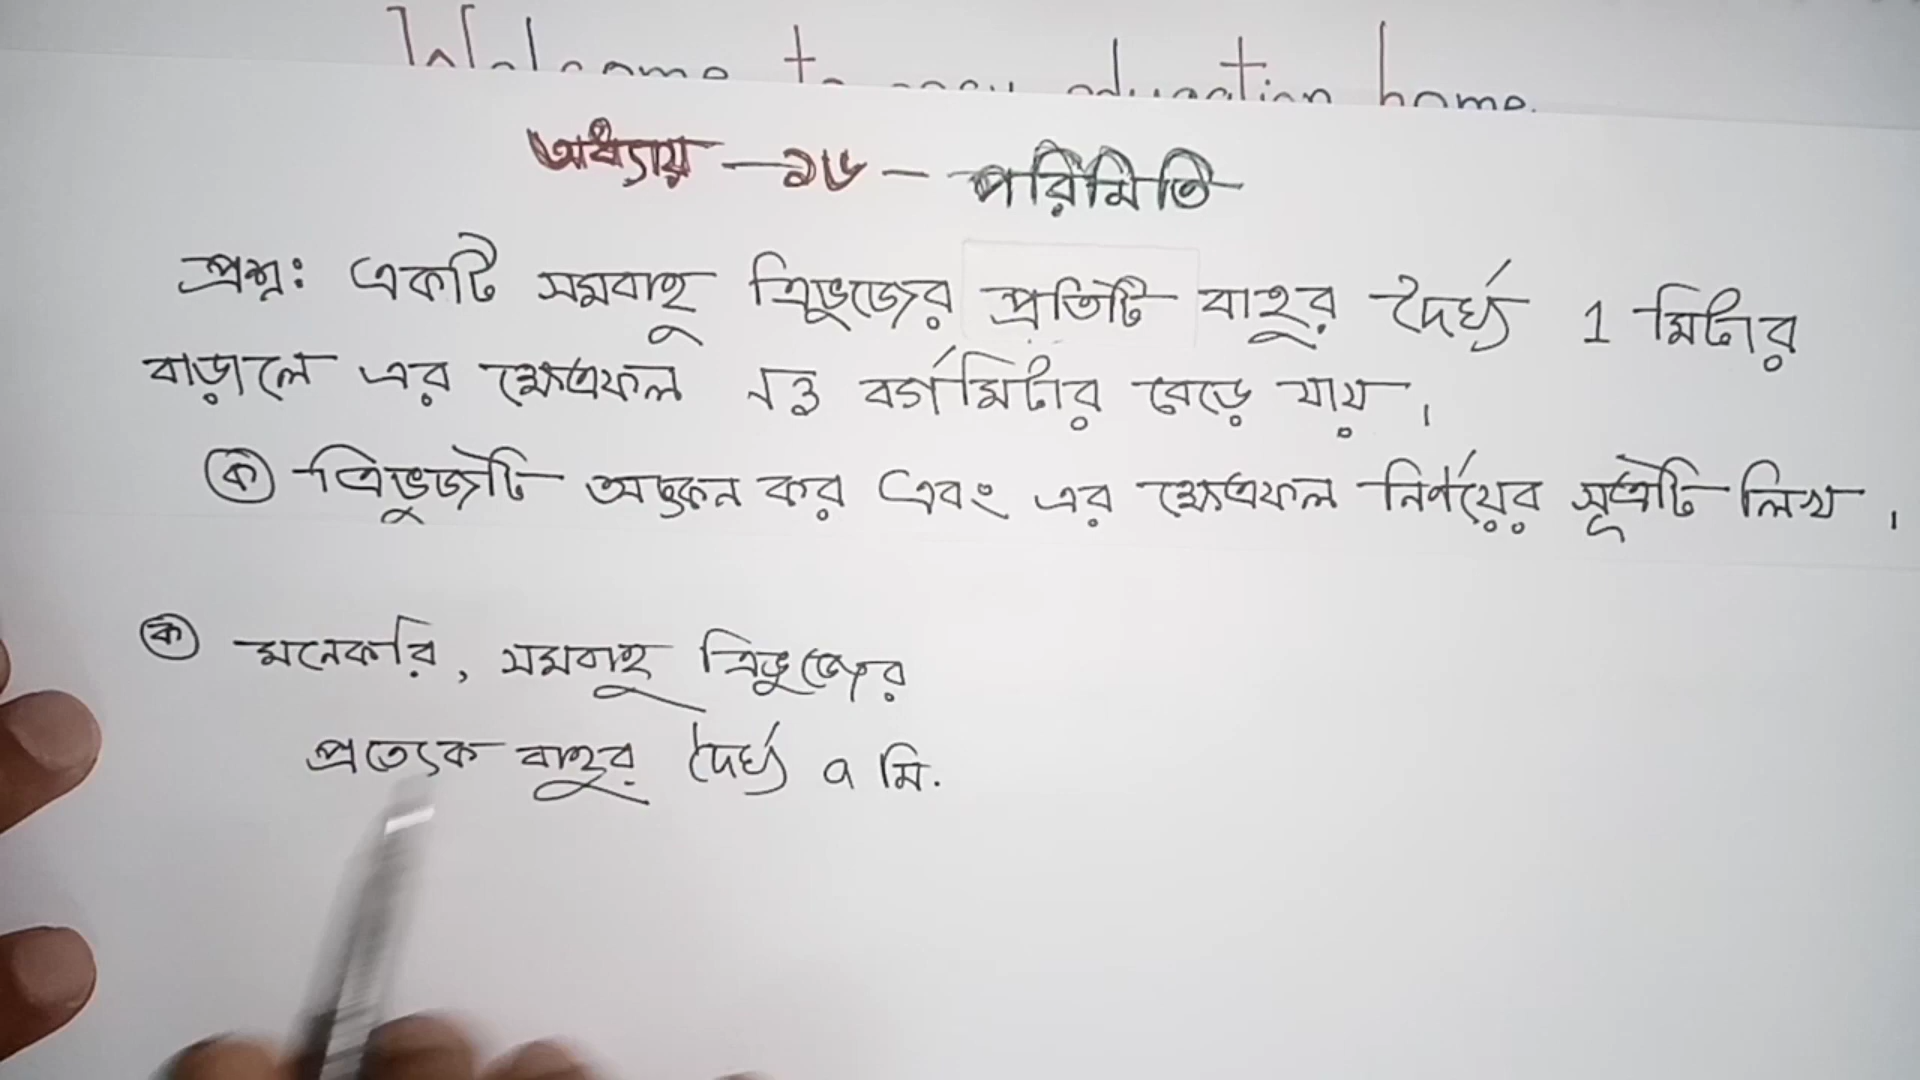 Welcome to easy education home.
অধ্যায় - ১৬ - পরিমিতি
প্রশ্ন: একটি সমবাহু ত্রিভুজের প্রতিটি বাহুর দৈর্ঘ্য 1 মিটার
বাড়ালে এর ক্ষেত্রফল √3 বর্গমিটার বেড়ে যায়।
ক ত্রিভুজটি অঙ্কন কর এবং এর ক্ষেত্রফল নির্ণয়ের সূত্রটি লিখ।
ক মনেকরি, সমবাহু ত্রিভুজের
প্রত্যেক বাহুর দৈর্ঘ্য a মি.